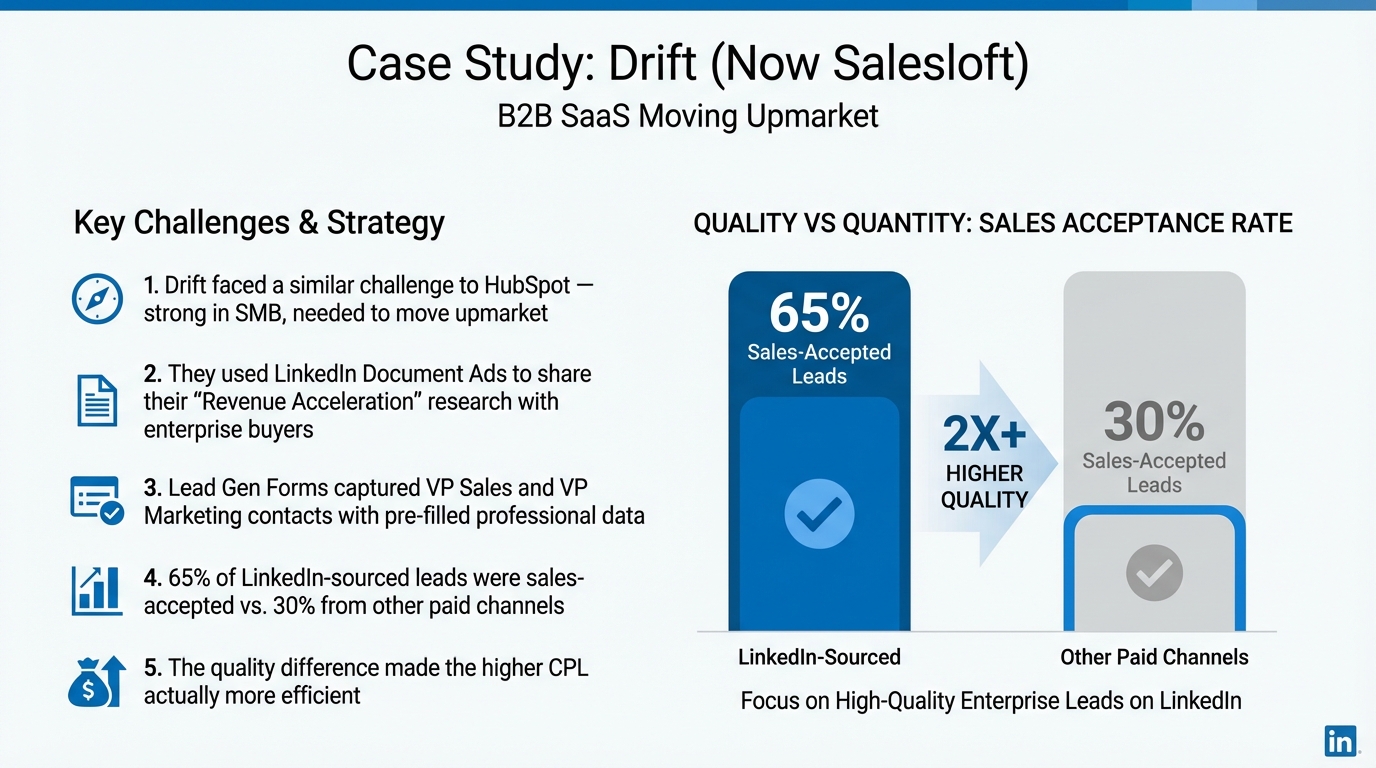 Case Study: Drift (Now Salesloft)
B2B SaaS Moving Upmarket
Key Challenges & Strategy
1. Drift faced a similar challenge to HubSpot —
strong in SMB, needed to move upmarket
2. They used LinkedIn Document Ads to share
their “Revenue Acceleration” research with
enterprise buyers
3. Lead Gen Forms captured VP Sales and VP
Marketing contacts with pre-filled professional data
4. 65% of LinkedIn-sourced leads were sales-
accepted vs. 30% from other paid channels
5. The quality difference made the higher CPL
actually more efficient
$
QUALITY VS QUANTITY: SALES ACCEPTANCE RATE
65%
Sales-Accepted
Leads
2X+
HIGHER
QUALITY
30%
Sales-Accepted
Leads
LinkedIn-Sourced
Other Paid Channels
Focus on High-Quality Enterprise Leads on LinkedIn
in